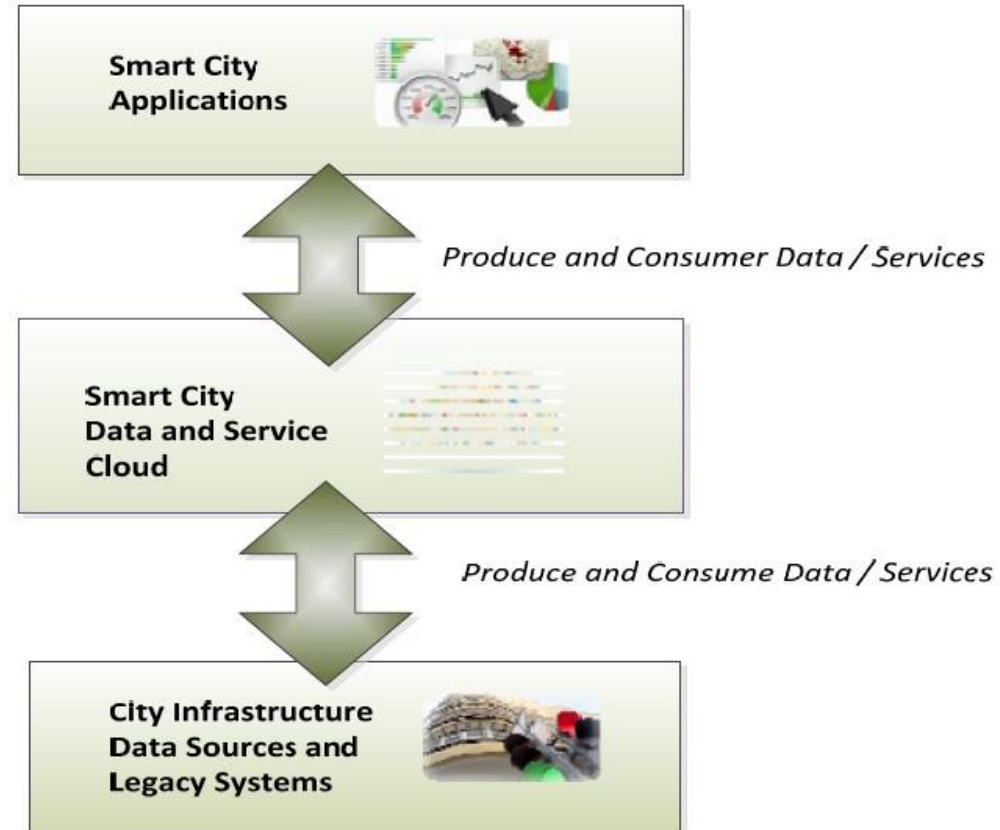 Smart City
Applications
Produce and Consumer Data / Services
Smart City
Data and Service
Cloud
Produce and Consume Data / Services
City Infrastructure
Data Sources and
Legacy Systems